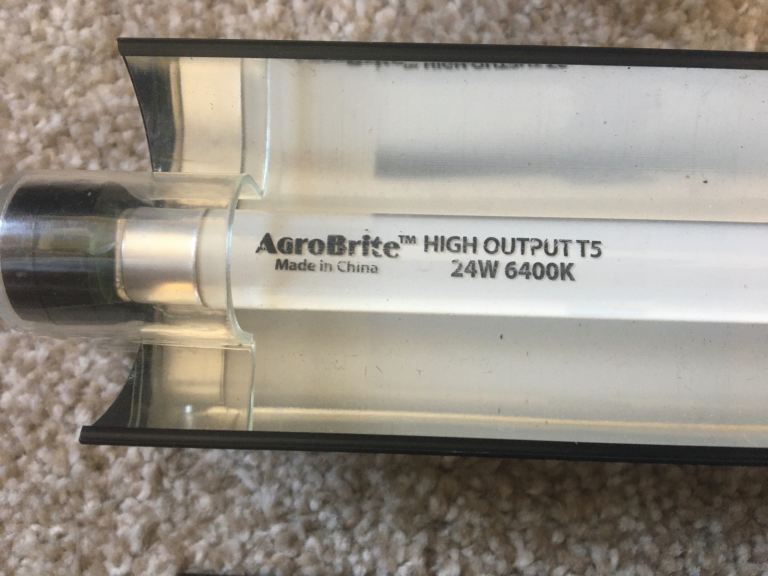 AgroBrite™ HIGH OUTPUT T5
Made in China 24W 6400K